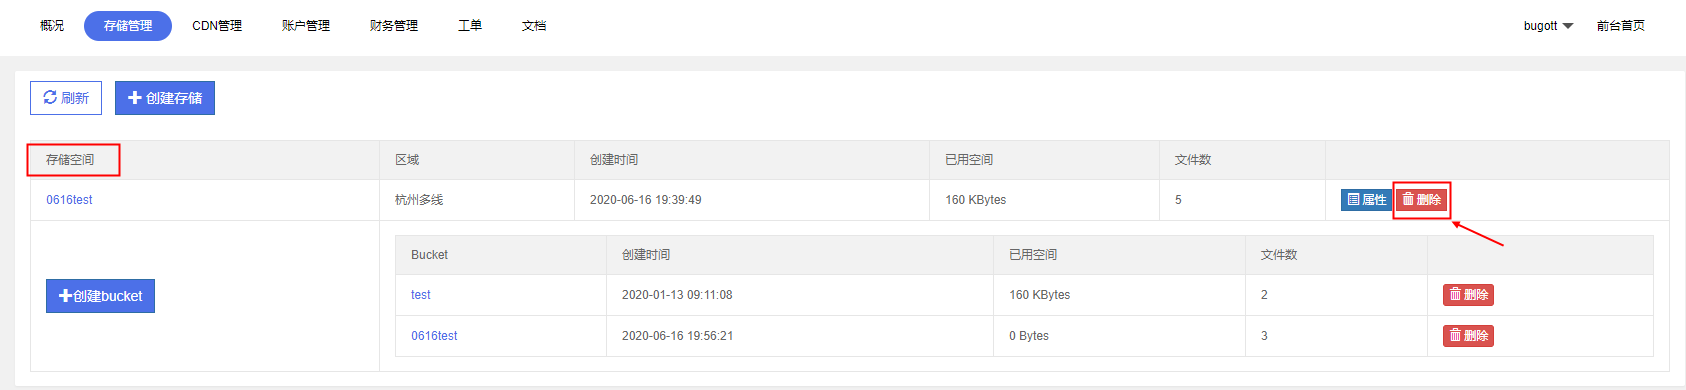 概况 存储管理 CDN管理 账户管理 财务管理 工单 文档 bugott 前台首页
刷新 创建存储
存储空间 区域 创建时间 已用空间 文件数
0616test 杭州多线 2020-06-16 19:39:49 160 KBytes 5 属性 删除
Bucket 创建时间 已用空间 文件数
创建bucket
test 2020-01-13 09:11:08 160 KBytes 2 删除
0616test 2020-06-16 19:56:21 0 Bytes 3 删除